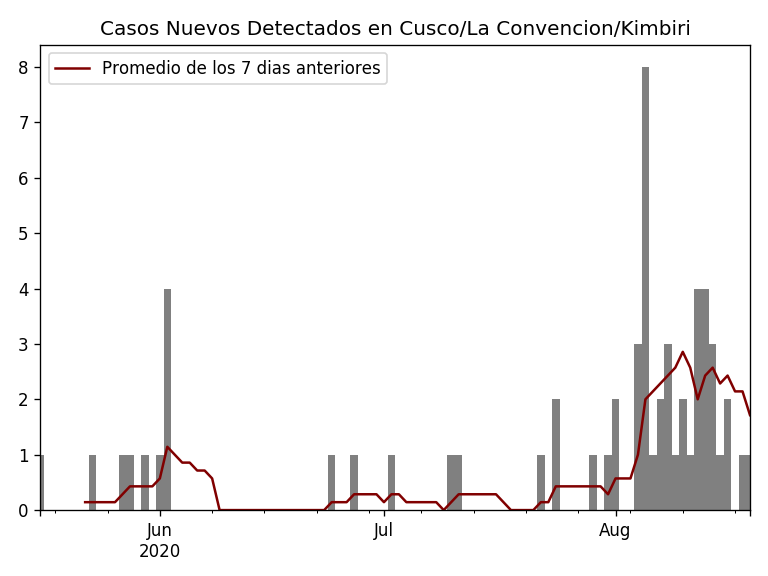 Casos Nuevos Detectados en Cusco/La Convencion/Kimbiri
Promedio de los 7 dias anteriores
8
7
6
5
4
3
2
1
0
Jun
2020
Jul
Aug